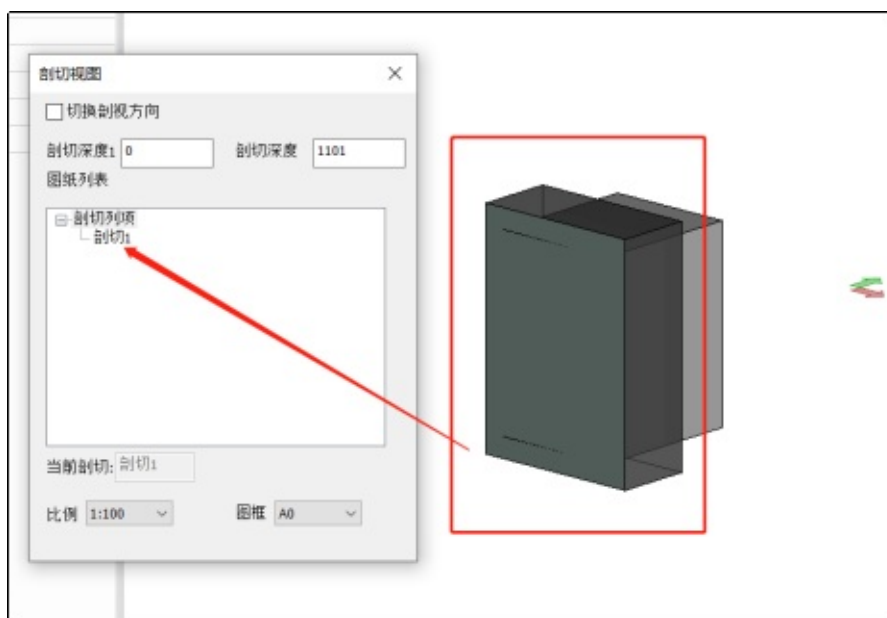 剖切视图
切换剖视方向
剖切深度1 0 剖切深度 1101
图纸列表
剖切列项
剖切1
当前剖切: 剖切1
比例 1:100 图框 A0